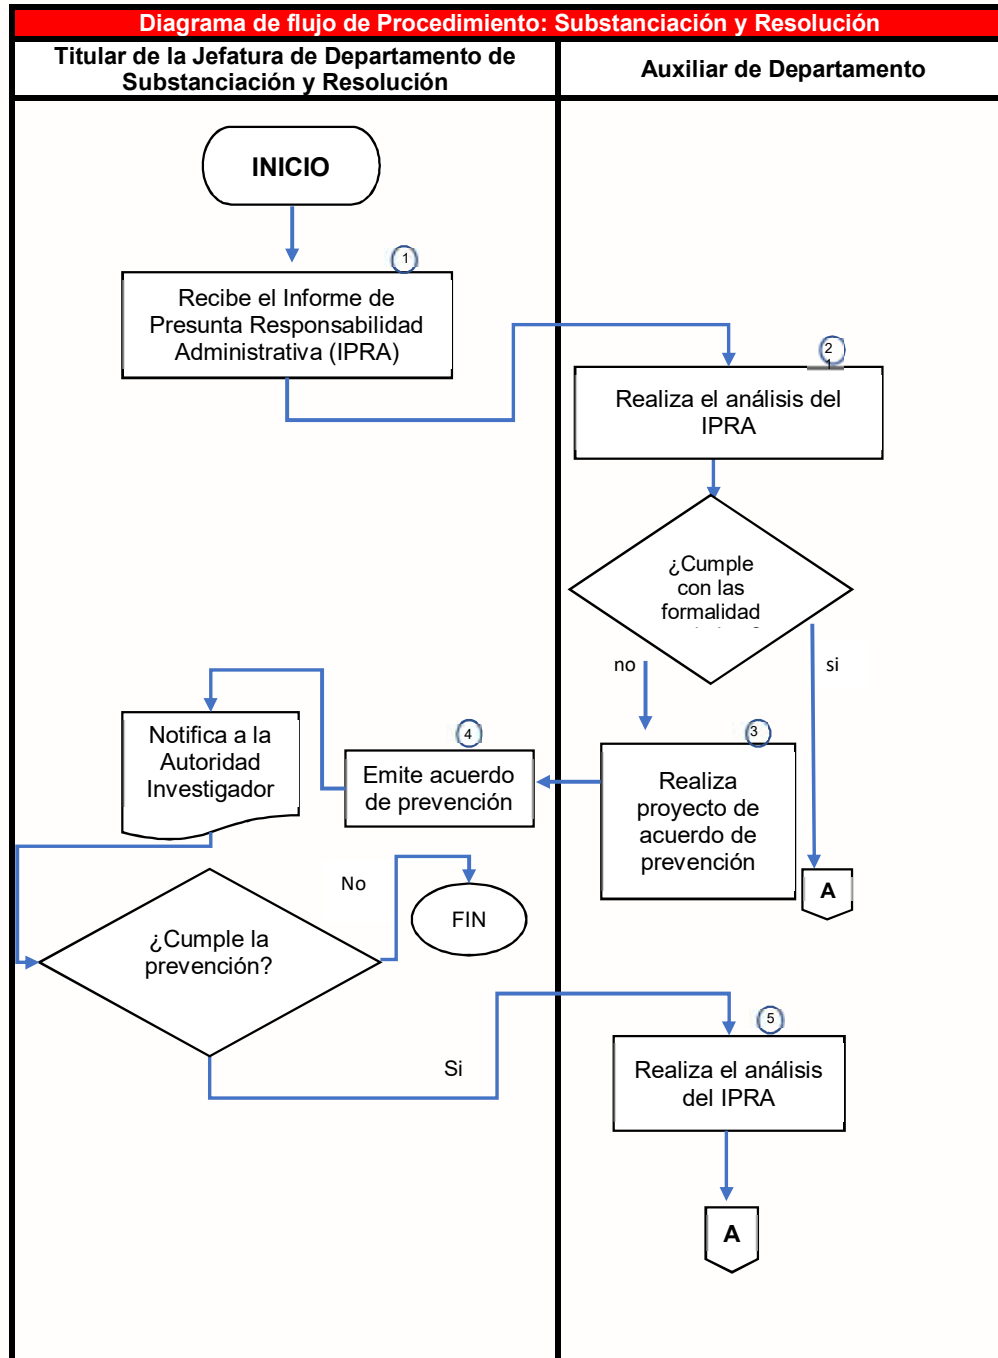 Diagrama de flujo de Procedimiento: Substanciación y Resolución
Titular de la Jefatura de Departamento de
Substanciación y Resolución
Auxiliar de Departamento
INICIO
1
Recibe el Informe de
Presunta Responsabilidad
Administrativa (IPRA)
2
1
Realiza el análisis del
IPRA
¿Cumple
con las
formalidad
no
si
3
Realiza
proyecto de
acuerdo de
prevención
A
4
Emite acuerdo
de prevención
Notifica a la
Autoridad
Investigador
¿Cumple la
prevención?
No
FIN
Si
5
Realiza el análisis
del IPRA
A